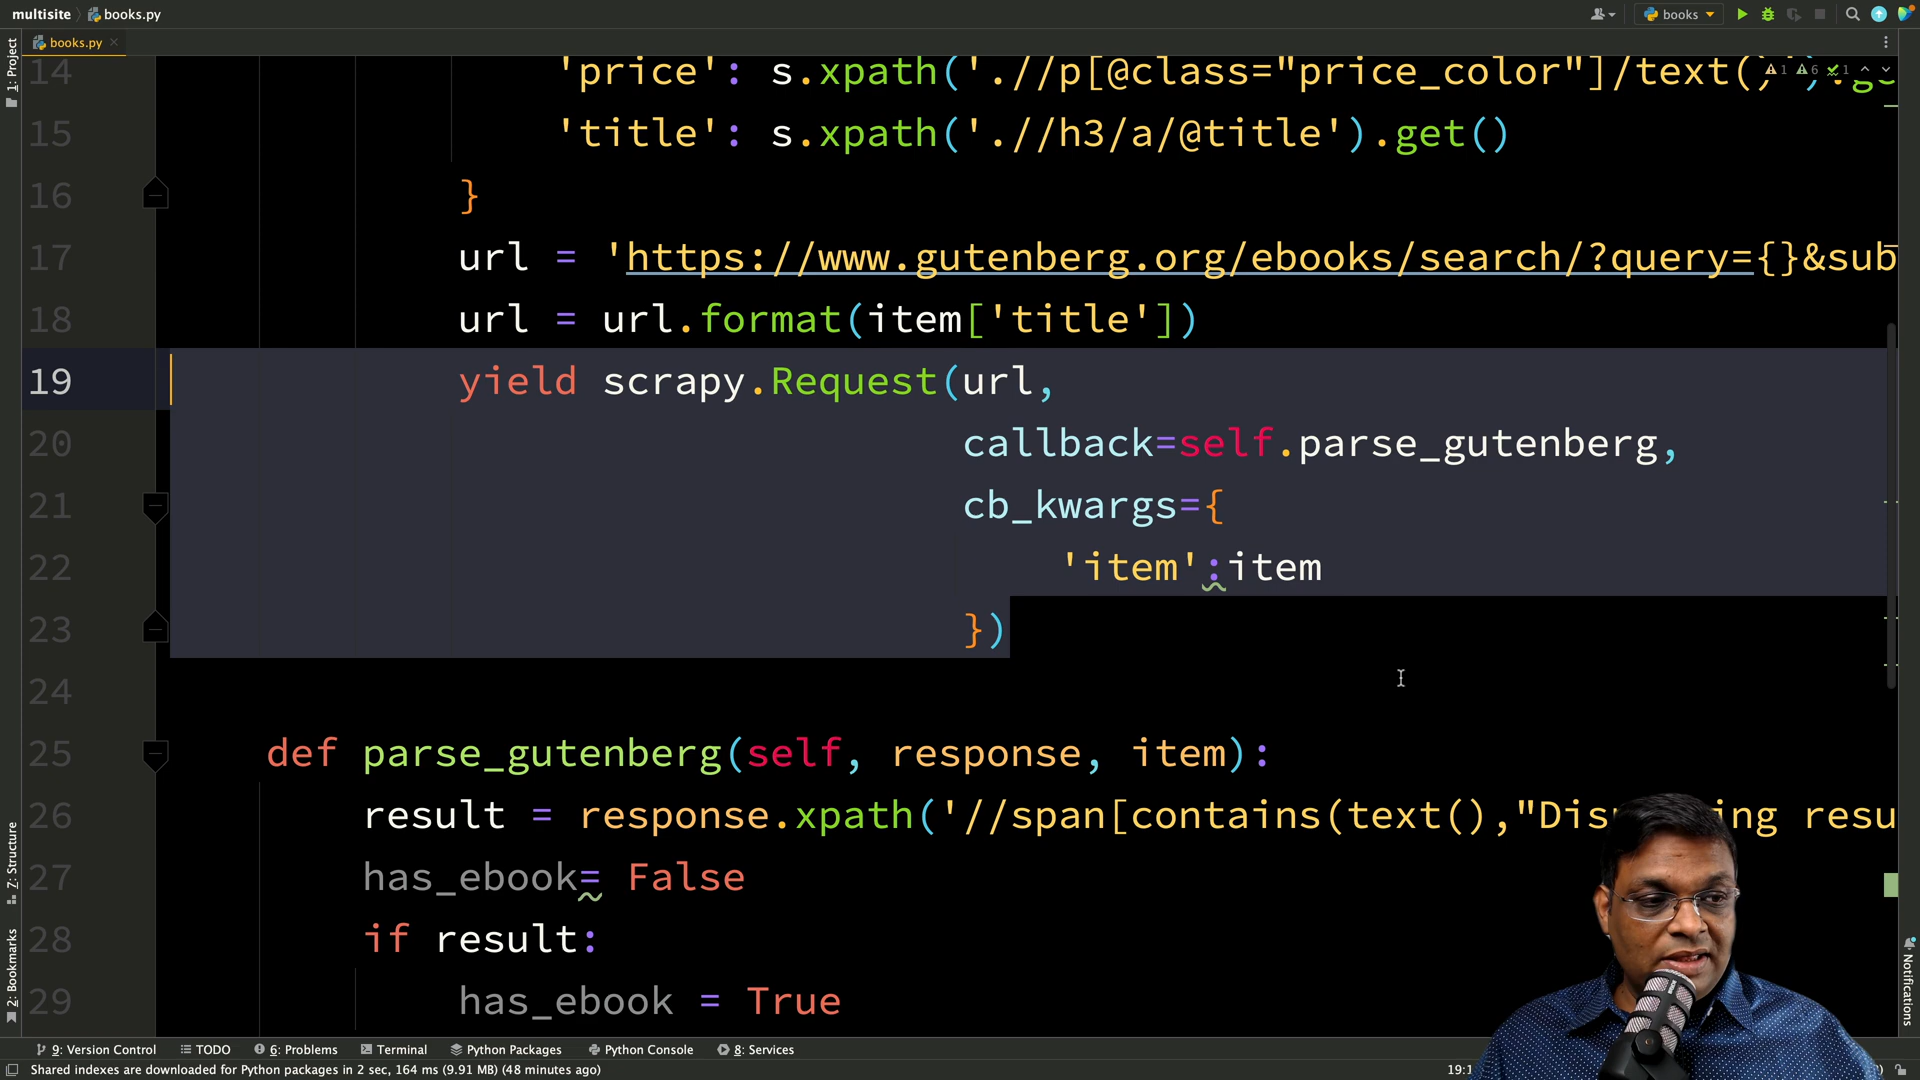 multisite books.py
books
books.py
1: Project
14 'price': s.xpath('.//p[@class="price_color"]/text()').ge
1 6 1
15 'title': s.xpath('.//h3/a/@title').get()
16 }
17 url = 'https://www.gutenberg.org/ebooks/search/?query={}&sub
18 url = url.format(item['title'])
19 yield scrapy.Request(url,
20 callback=self.parse_gutenberg,
21 cb_kwargs={
22 'item':item
23 })
24
25 def parse_gutenberg(self, response, item):
26 result = response.xpath('//span[contains(text(),"Dis ing resu
27 has_ebook= False
28 if result:
29 has_ebook = True
Z: Structure
2: Bookmarks
Notifications
9: Version Control TODO 6: Problems Terminal Python Packages Python Console 8: Services
Shared indexes are downloaded for Python packages in 2 sec, 164 ms (9.91 MB) (48 minutes ago) 19:1